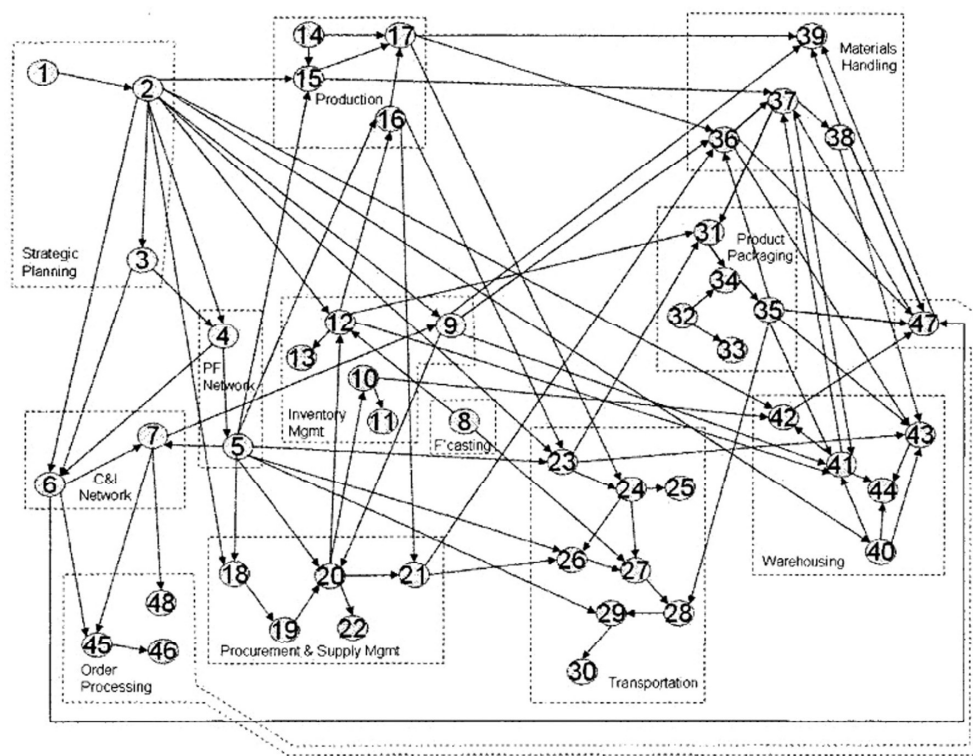 14
17
39
Materials
Handling
1
2
15
Production
37
16
36
38
31
Product
Packaging
3
Strategic
Planning
34
4
12
9
32
35
47
PF
Network
13
33
10
Inventory
Mgmt
11
8
F'casting
42
7
5
23
43
C&I
Network
6
24
25
41
44
40
Warehousing
18
20
21
26
27
48
29
28
19
22
45
46
Procurement & Supply Mgmt
Order
Processing
30
Transportation